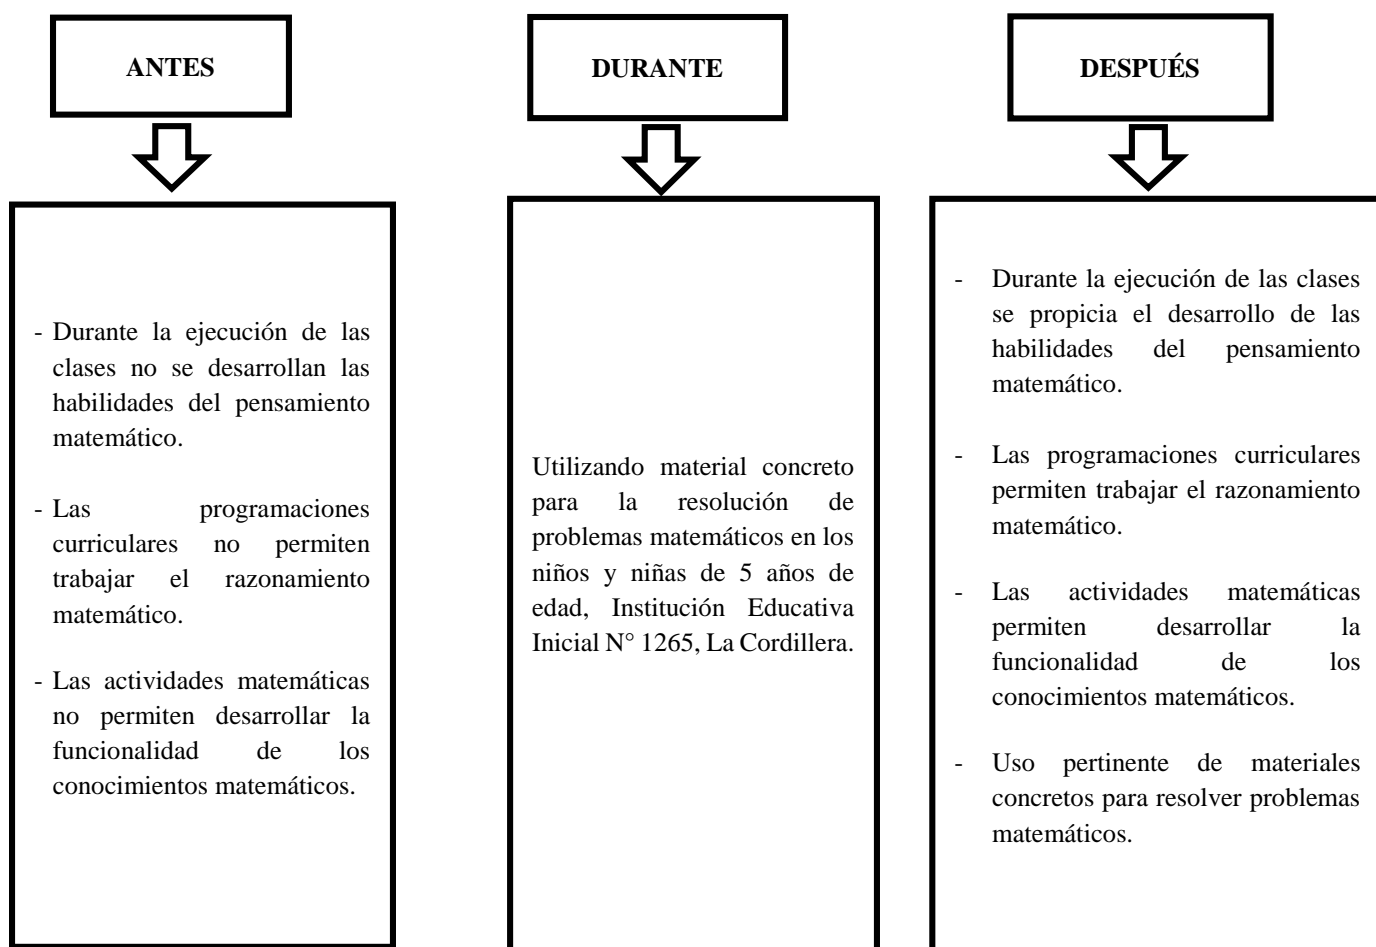 ANTES
- Durante la ejecución de las
clases no se desarrollan las
habilidades del pensamiento
matemático.
- Las programaciones
curriculares no permiten
trabajar el razonamiento
matemático.
- Las actividades matemáticas
no permiten desarrollar la
funcionalidad de los
conocimientos matemáticos.
DURANTE
Utilizando material concreto
para la resolución de
problemas matemáticos en los
niños y niñas de 5 años de
edad, Institución Educativa
Inicial N° 1265, La Cordillera.
DESPUÉS
- Durante la ejecución de las clases
se propicia el desarrollo de las
habilidades del pensamiento
matemático.
- Las programaciones curriculares
permiten trabajar el razonamiento
matemático.
- Las actividades matemáticas
permiten desarrollar la
funcionalidad de los
conocimientos matemáticos.
- Uso pertinente de materiales
concretos para resolver problemas
matemáticos.